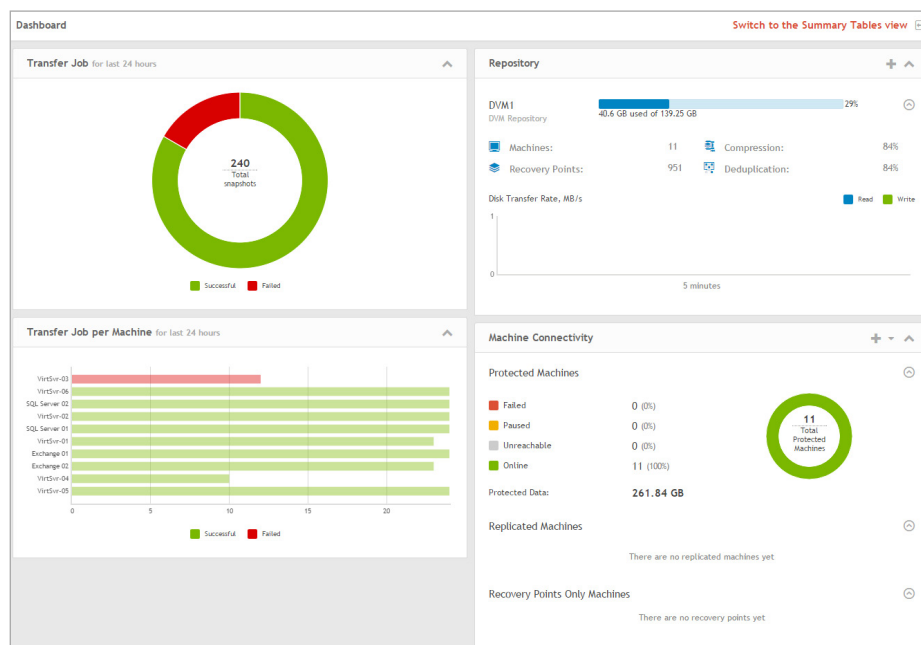 Dashboard
Switch to the Summary Tables view
Transfer Job for last 24 hours
240
Total
snapshots
Successful Failed
Transfer Job per Machine for last 24 hours
VirtSvr-03
VirtSvr-06
SQL Server 02
VirtSvr-02
SQL Server 01
VirtSvr-01
Exchange 01
Exchange 02
VirtSvr-04
VirtSvr-05
0 5 10 15 20
Successful Failed
Repository
DVM1
DVM Repository
29%
40.6 GB used of 139.25 GB
Machines: 11
Compression: 84%
Recovery Points: 951
Deduplication: 84%
Disk Transfer Rate, MB/s
Read Write
1
0
5 minutes
Machine Connectivity
Protected Machines
Failed 0 (0%)
Paused 0 (0%)
Unreachable 0 (0%)
Online 11 (100%)
11
Total
Protected
Machines
Protected Data: 261.84 GB
Replicated Machines
There are no replicated machines yet
Recovery Points Only Machines
There are no recovery points yet